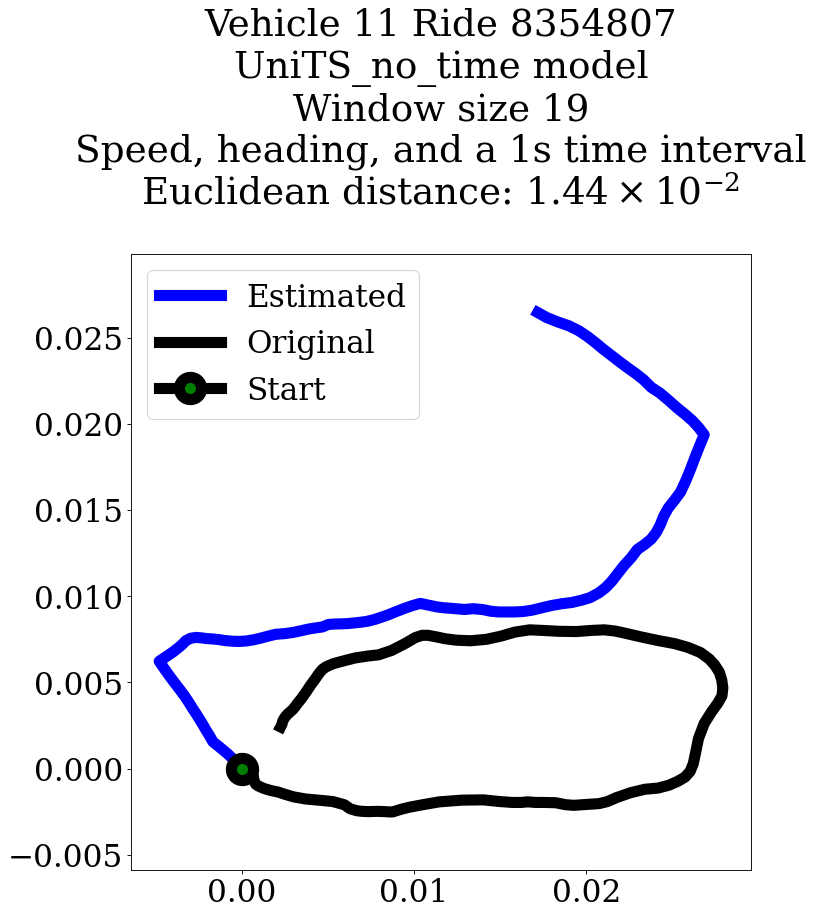 Vehicle 11 Ride 8354807
UniTS_no_time model
Window size 19
Speed, heading, and a 1s time interval
Euclidean distance: 1.44 × 10⁻²
Estimated
Original
Start
0.025
0.020
0.015
0.010
0.005
0.000
−0.005
0.00 0.01 0.02